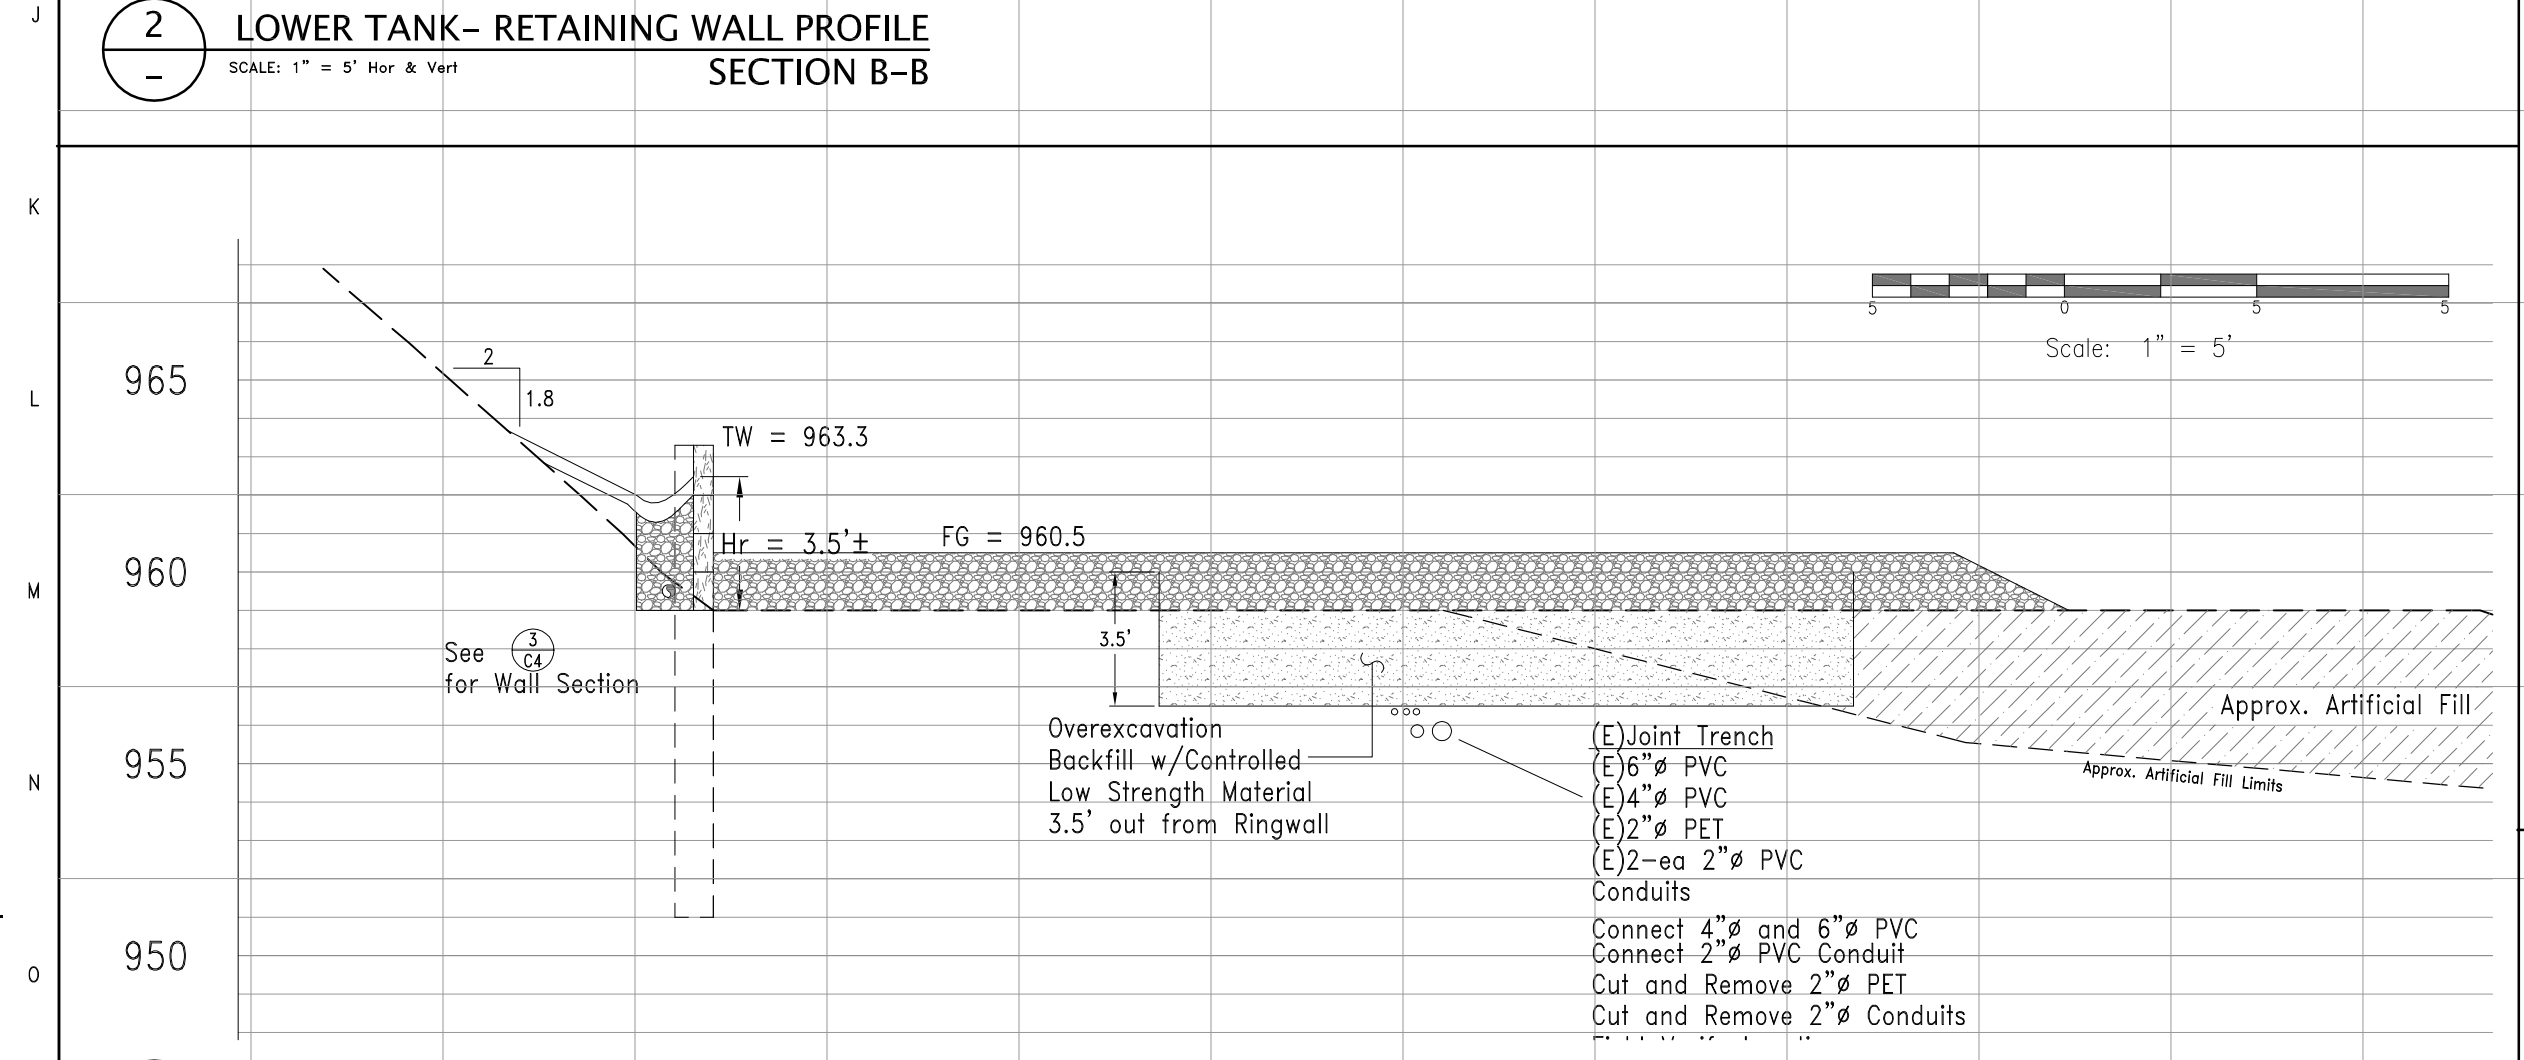 J
2
–
LOWER TANK– RETAINING WALL PROFILE
SCALE: 1" = 5' Hor & Vert
SECTION B–B
K
5 0 5 5
Scale: 1" = 5'
965
2
1.8
L
TW = 963.3
Hr = 3.5'±
FG = 960.5
960
M
3.5'
See 3
C4
for Wall Section
Approx. Artificial Fill
Overexcavation
Backfill w/Controlled
Low Strength Material
3.5' out from Ringwall
(E)Joint Trench
(E)6"ø PVC
(E)4"ø PVC
(E)2"ø PET
(E)2–ea 2"ø PVC
Conduits
Connect 4"ø and 6"ø PVC
Connect 2"ø PVC Conduit
Cut and Remove 2"ø PET
Cut and Remove 2"ø Conduits
Approx. Artificial Fill Limits
955
N
950
O